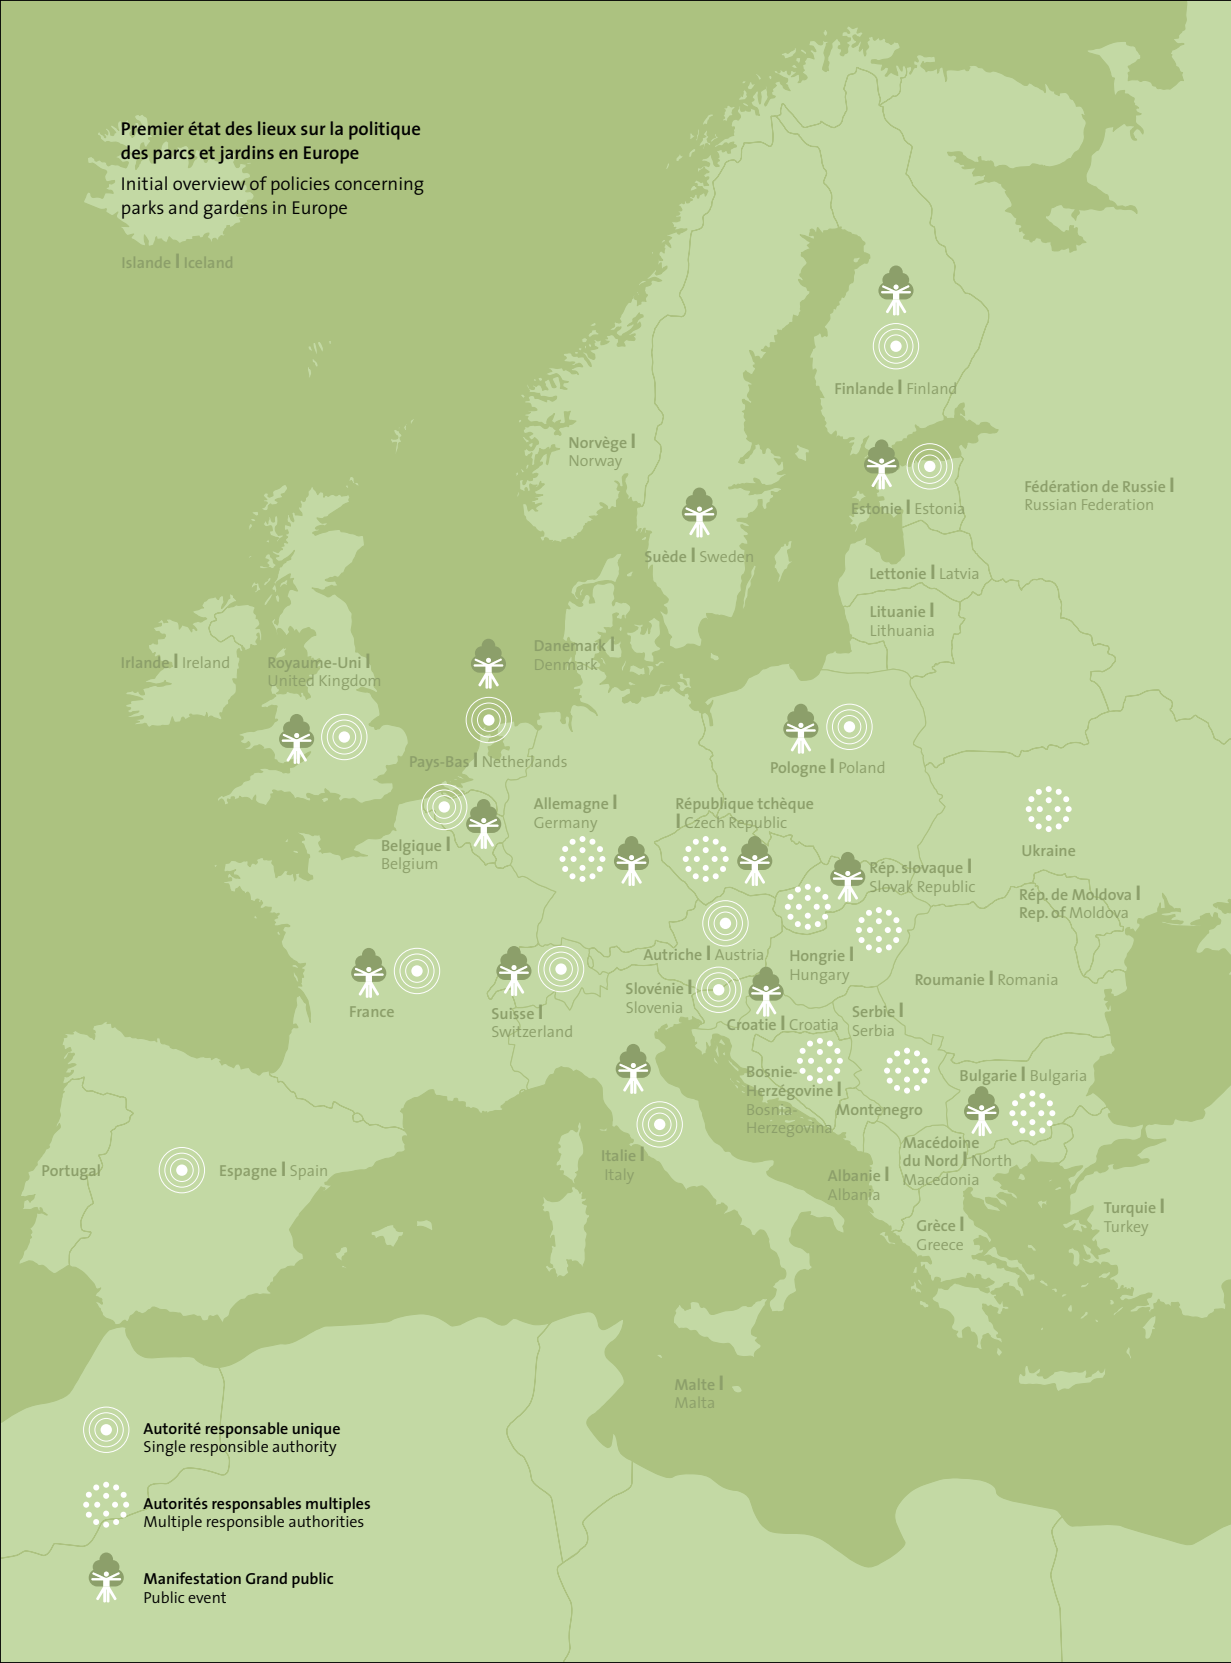 Premier état des lieux sur la politique
des parcs et jardins en Europe
Initial overview of policies concerning
parks and gardens in Europe
Islande | Iceland
Finlande | Finland
Norvège |
Norway
Fédération de Russie |
Russian Federation
Estonie | Estonia
Suède | Sweden
Lettonie | Latvia
Lituanie |
Lithuania
Danemark |
Denmark
Irlande | Ireland
Royaume-Uni |
United Kingdom
Pays-Bas | Netherlands
Pologne | Poland
Allemagne |
Germany
République tchèque
| Czech Republic
Belgique |
Belgium
Ukraine
Rép. slovaque |
Slovak Republic
Rép. de Moldova |
Rep. of Moldova
Autriche | Austria
Hongrie |
Hungary
Roumanie | Romania
Slovénie |
Slovenia
France
Suisse |
Switzerland
Croatie | Croatia
Serbie |
Serbia
Bosnie-
Herzégovine |
Bosnia-
Herzegovina
Bulgarie | Bulgaria
Montenegro
Macédoine
du Nord | North
Macedonia
Italie |
Italy
Portugal
Espagne | Spain
Albanie |
Albania
Grèce |
Greece
Turquie |
Turkey
Malte |
Malta
Autorité responsable unique
Single responsible authority
Autorités responsables multiples
Multiple responsible authorities
Manifestation Grand public
Public event